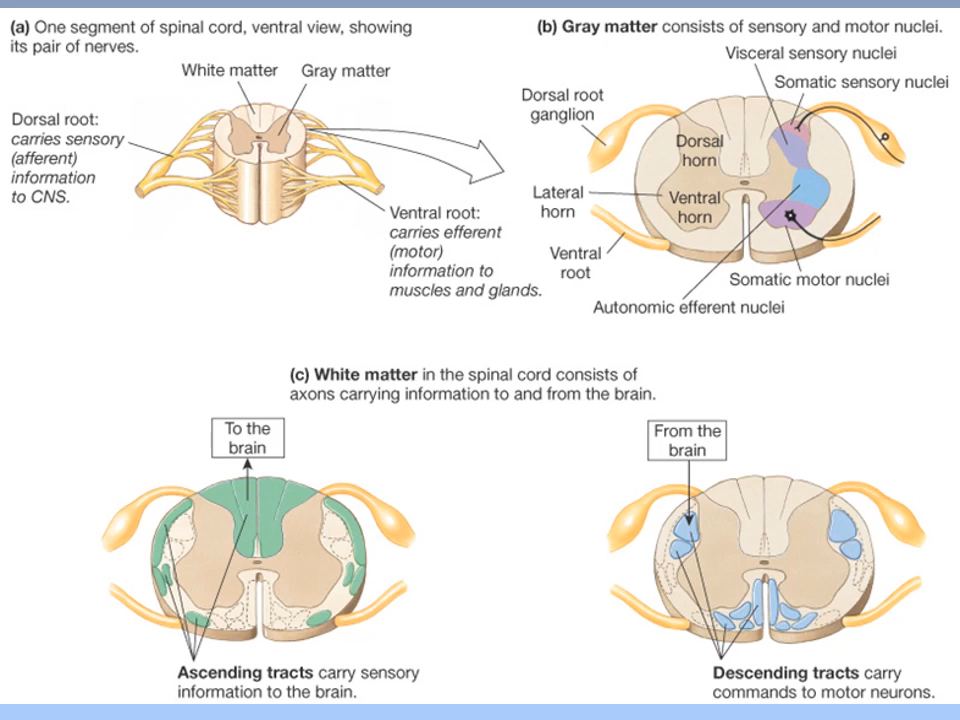 (a) One segment of spinal cord, ventral view, showing
its pair of nerves.
White matter
Gray matter
Dorsal root:
carries sensory
(afferent)
information
to CNS.
Ventral root:
carries efferent
(motor)
information to
muscles and glands.
(b) Gray matter consists of sensory and motor nuclei.
Visceral sensory nuclei
Somatic sensory nuclei
Dorsal root
ganglion
Dorsal
horn
Lateral
horn
Ventral
horn
Ventral
root
Somatic motor nuclei
Autonomic efferent nuclei
(c) White matter in the spinal cord consists of
axons carrying information to and from the brain.
To the
brain
Ascending tracts carry sensory
information to the brain.
From the
brain
Descending tracts carry
commands to motor neurons.